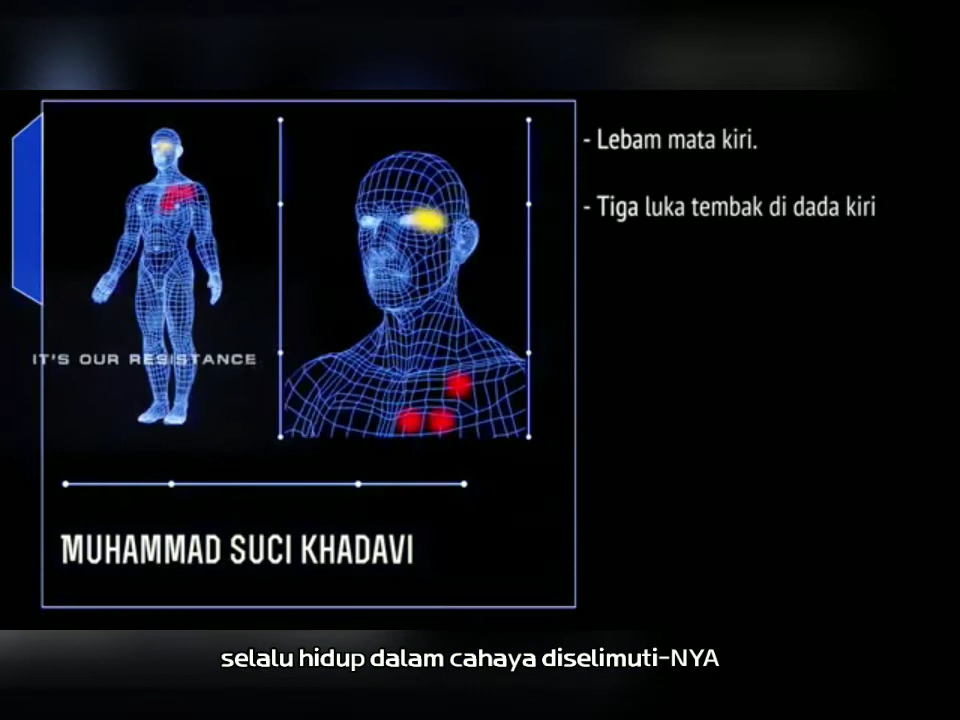 - Lebam mata kiri.
- Tiga luka tembak di dada kiri
IT'S OUR RESISTANCE
MUHAMMAD SUCI KHADAVI
selalu hidup dalam cahaya diselimuti-NYA